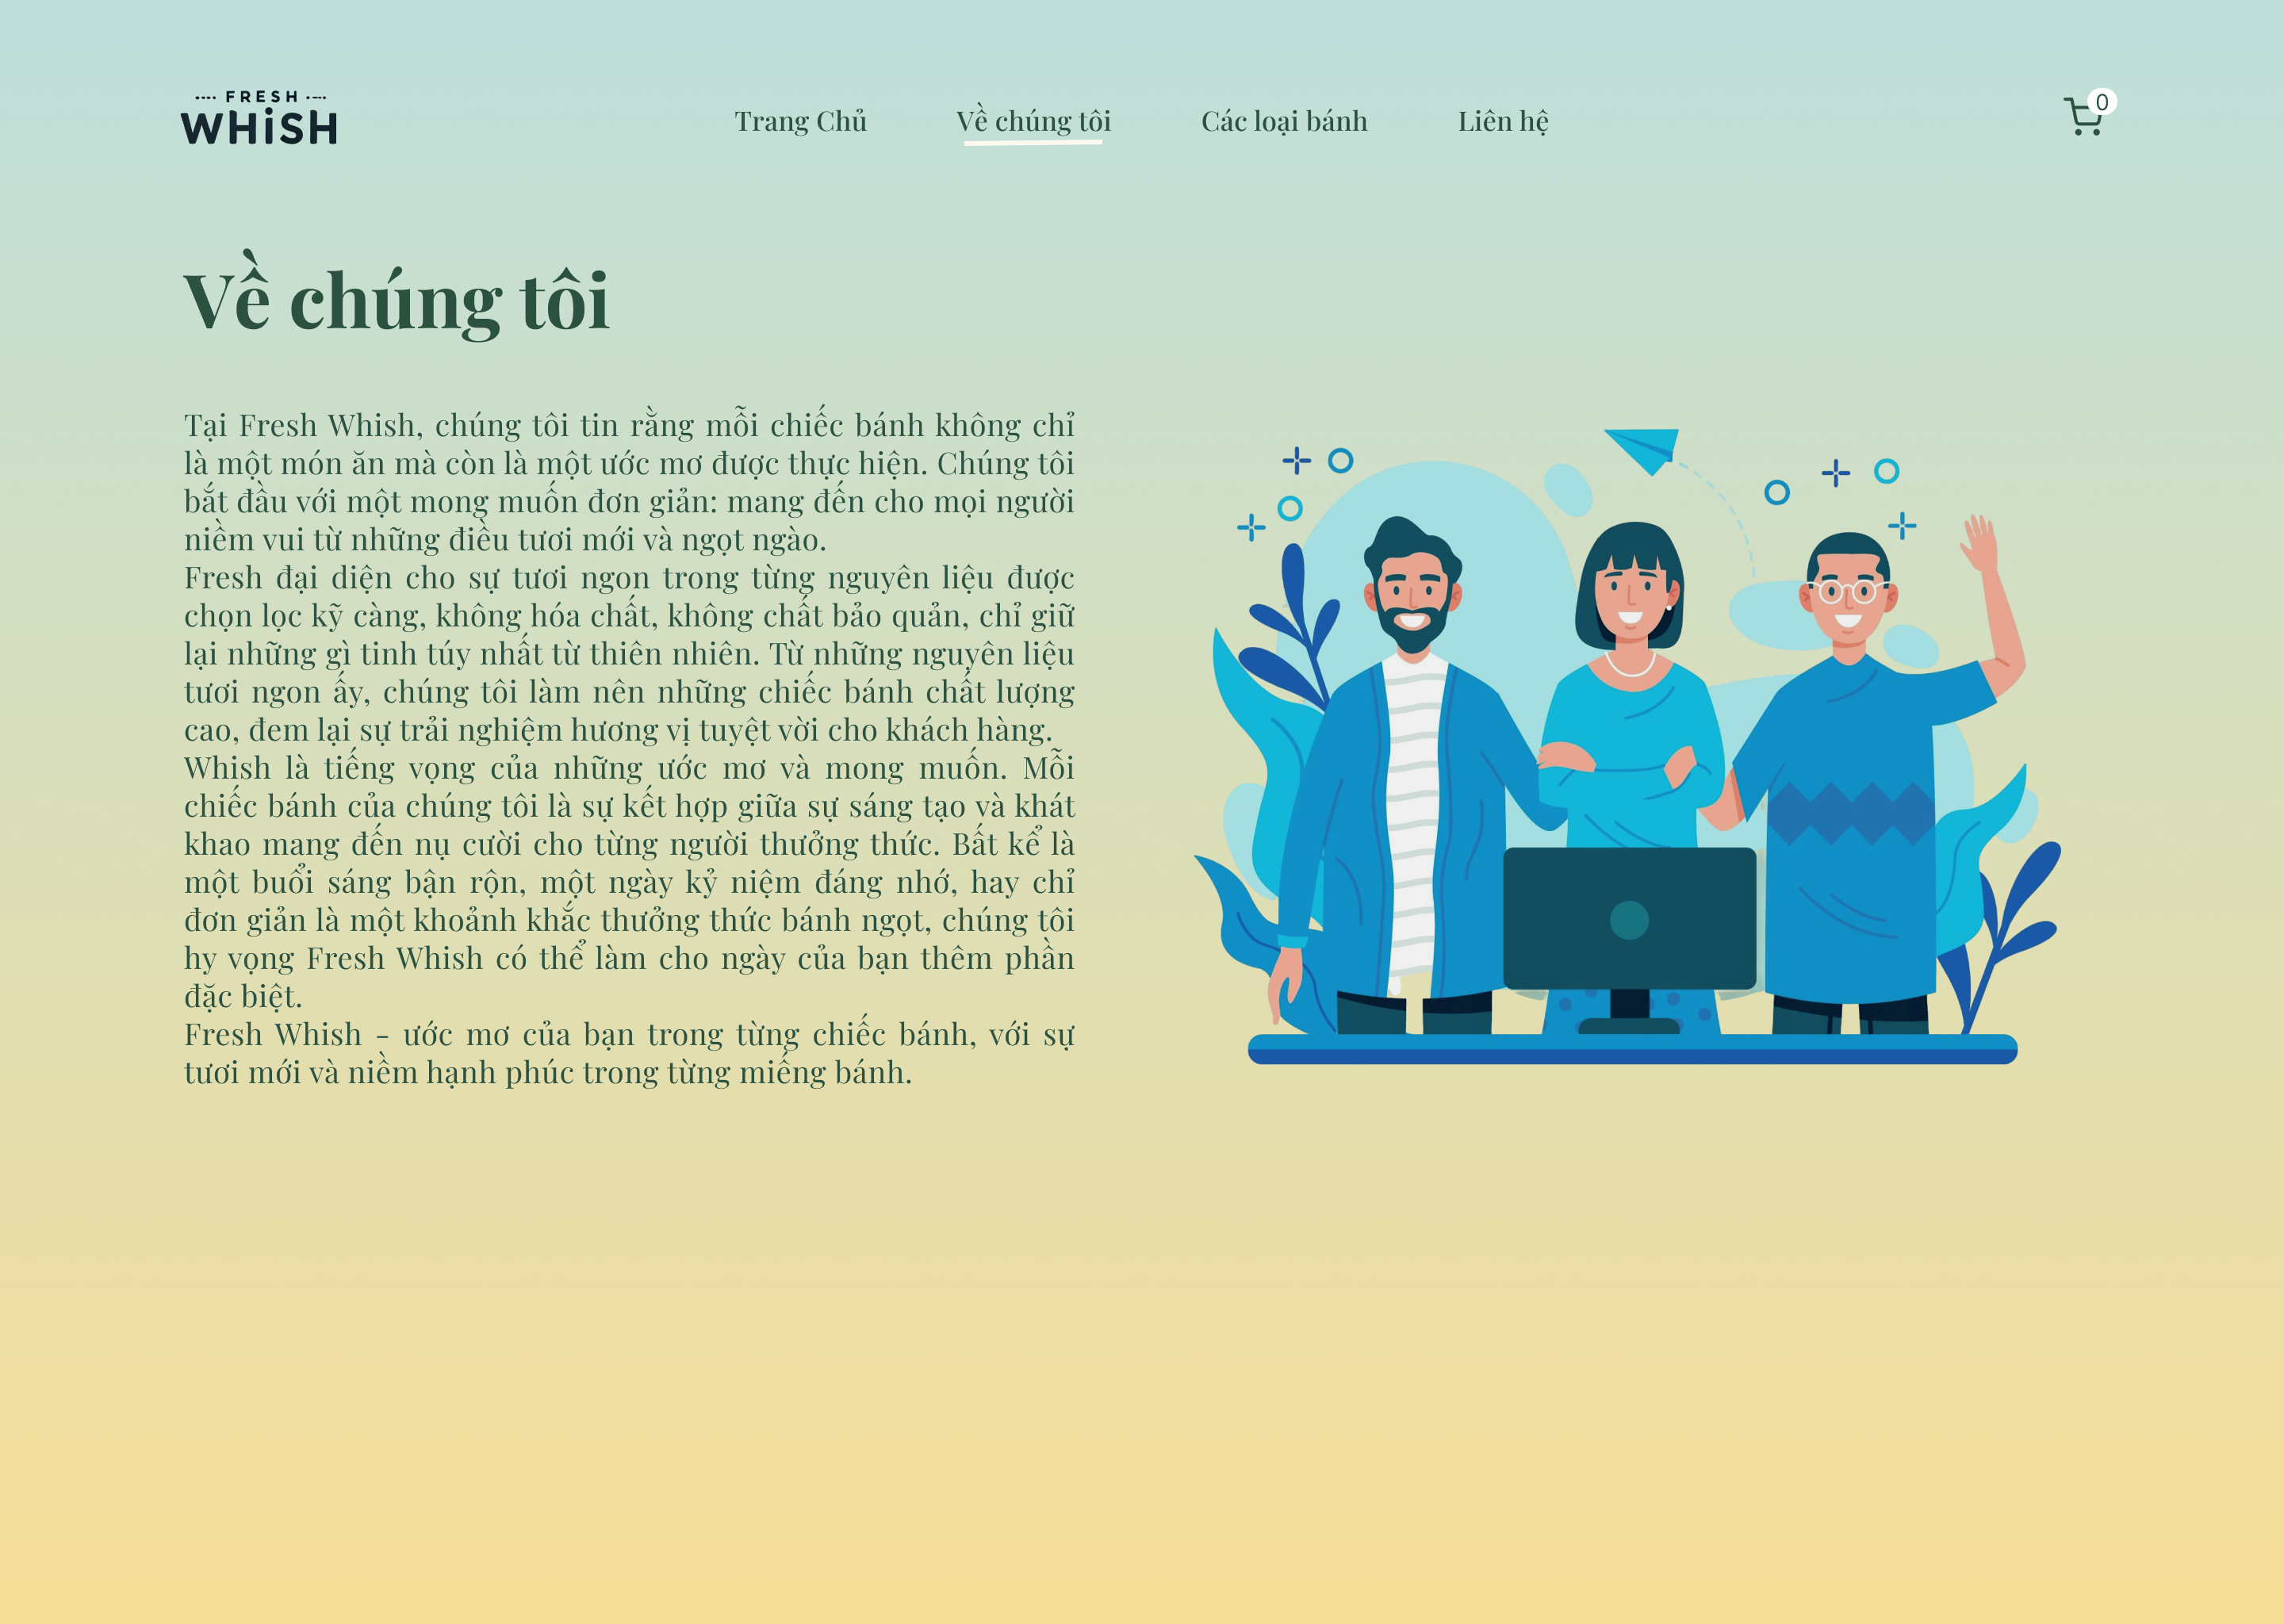 FRESH
WHiSH
Trang Chủ
Về chúng tôi
Các loại bánh
Liên hệ
0
Về chúng tôi
Tại Fresh Whish, chúng tôi tin rằng mỗi chiếc bánh không chỉ
là một món ăn mà còn là một ước mơ được thực hiện. Chúng tôi
bắt đầu với một mong muốn đơn giản: mang đến cho mọi người
niềm vui từ những điều tươi mới và ngọt ngào.
Fresh đại diện cho sự tươi ngon trong từng nguyên liệu được
chọn lọc kỹ càng, không hóa chất, không chất bảo quản, chỉ giữ
lại những gì tinh túy nhất từ thiên nhiên. Từ những nguyên liệu
tươi ngon ấy, chúng tôi làm nên những chiếc bánh chất lượng
cao, đem lại sự trải nghiệm hương vị tuyệt vời cho khách hàng.
Whish là tiếng vọng của những ước mơ và mong muốn. Mỗi
chiếc bánh của chúng tôi là sự kết hợp giữa sự sáng tạo và khát
khao mang đến nụ cười cho từng người thưởng thức. Bất kể là
một buổi sáng bận rộn, một ngày kỷ niệm đáng nhớ, hay chỉ
đơn giản là một khoảnh khắc thưởng thức bánh ngọt, chúng tôi
hy vọng Fresh Whish có thể làm cho ngày của bạn thêm phần
đặc biệt.
Fresh Whish - ước mơ của bạn trong từng chiếc bánh, với sự
tươi mới và niềm hạnh phúc trong từng miếng bánh.